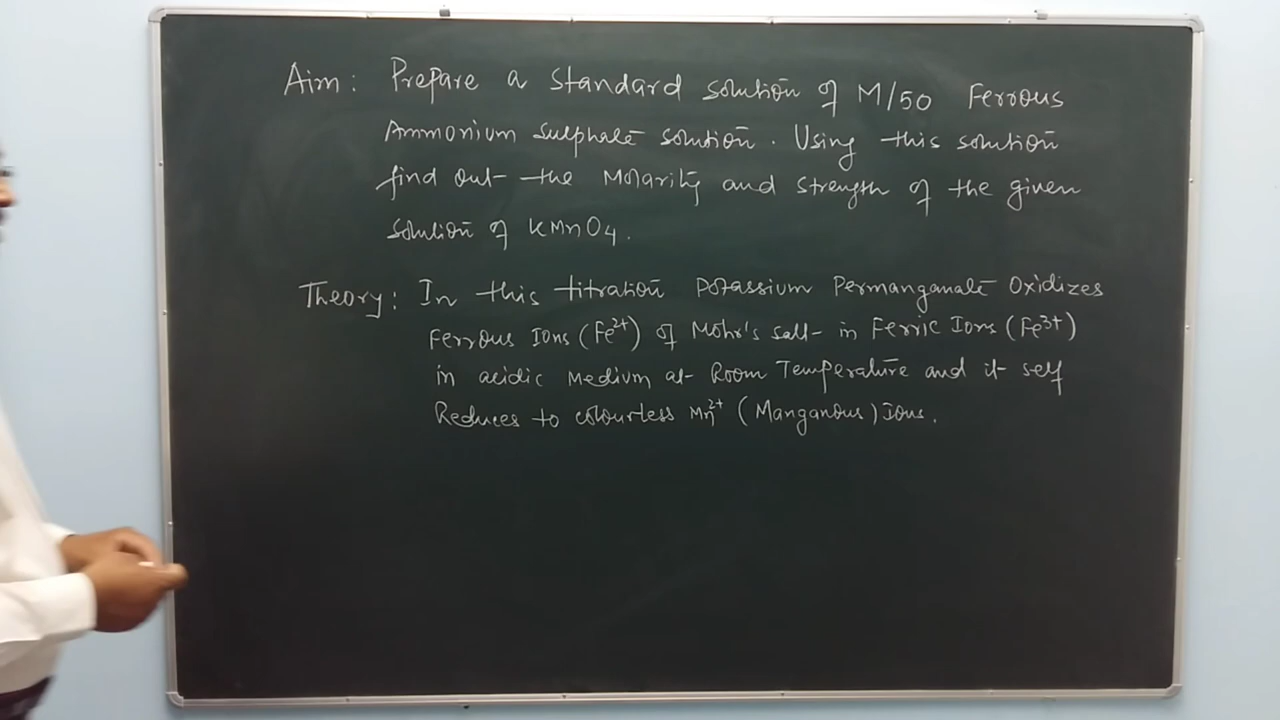 Aim: Prepare a standard solution of M/50 Ferrous
Ammonium sulphate solution. Using this solution
find out the Molarity and strength of the given
solution of KMnO4.
Theory: In this titration Potassium Permanganate Oxidizes
Ferrous Ions (Fe²⁺) of Mohr's salt in Ferric Ions (Fe³⁺)
in acidic Medium at Room Temperature and it self
Reduces to colourless Mn²⁺ (Manganous) Ions.